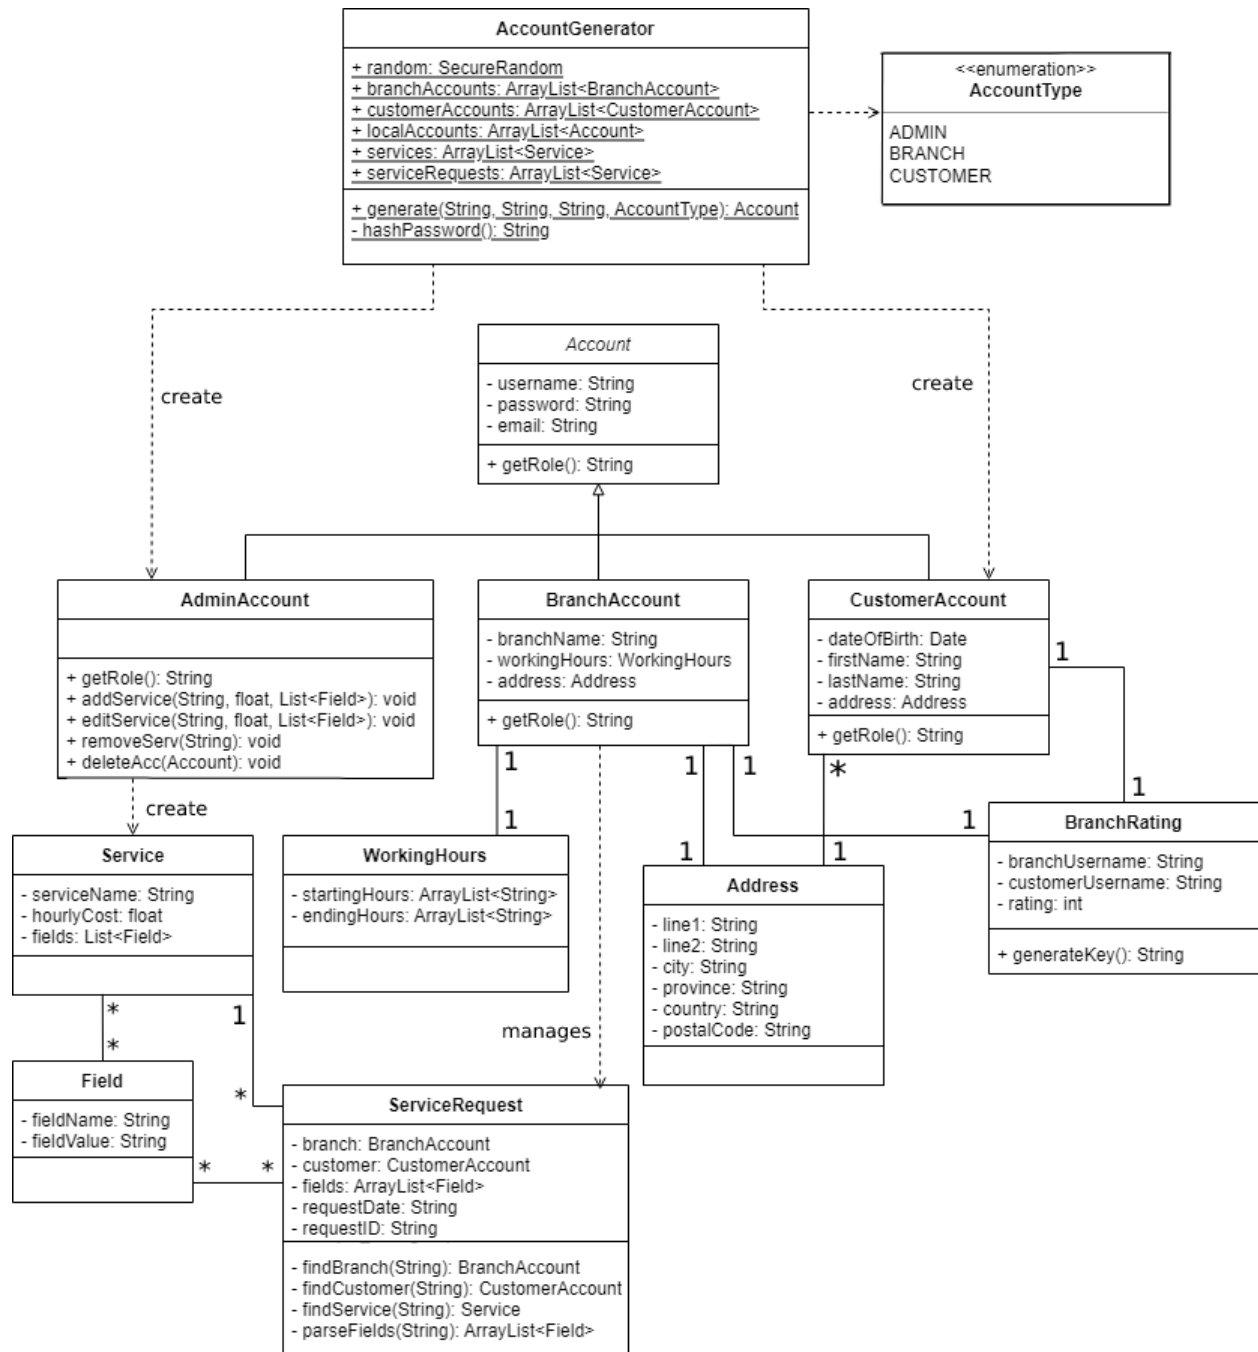 AccountGenerator
+ random: SecureRandom
+ branchAccounts: ArrayList<BranchAccount>
+ customerAccounts: ArrayList<CustomerAccount>
+ localAccounts: ArrayList<Account>
+ services: ArrayList<Service>
+ serviceRequests: ArrayList<Service>
+ generate(String, String, String, AccountType): Account
- hashPassword(): String
<<enumeration>>
AccountType
ADMIN
BRANCH
CUSTOMER
create
create
Account
- username: String
- password: String
- email: String
+ getRole(): String
AdminAccount
+ getRole(): String
+ addService(String, float, List<Field>): void
+ editService(String, float, List<Field>): void
+ removeServ(String): void
+ deleteAcc(Account): void
BranchAccount
- branchName: String
- workingHours: WorkingHours
- address: Address
+ getRole(): String
CustomerAccount
- dateOfBirth: Date
- firstName: String
- lastName: String
- address: Address
+ getRole(): String
1
1
1
1
*
1
create
1
1
1
1
Service
- serviceName: String
- hourlyCost: float
- fields: List<Field>
WorkingHours
- startingHours: ArrayList<String>
- endingHours: ArrayList<String>
Address
- line1: String
- line2: String
- city: String
- province: String
- country: String
- postalCode: String
BranchRating
- branchUsername: String
- customerUsername: String
- rating: int
+ generateKey(): String
*
1
*
manages
*
Field
- fieldName: String
- fieldValue: String
*
*
ServiceRequest
- branch: BranchAccount
- customer: CustomerAccount
- fields: ArrayList<Field>
- requestDate: String
- requestID: String
- findBranch(String): BranchAccount
- findCustomer(String): CustomerAccount
- findService(String): Service
- parseFields(String): ArrayList<Field>